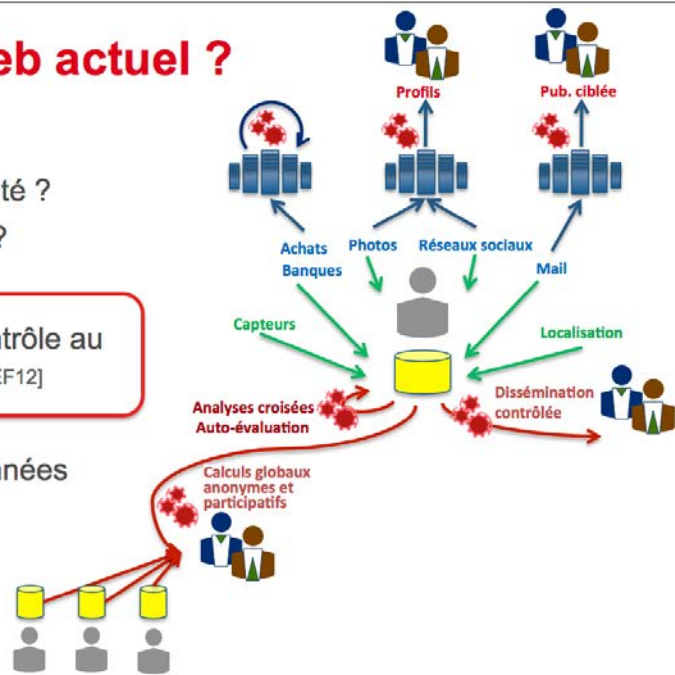 eb actuel ?
té ?
?
trôle au
EF12]
nnées
Profils
Pub. ciblée
Achats
Banques
Photos
Réseaux sociaux
Mail
Capteurs
Localisation
Analyses croisées
Auto-évaluation
Dissémination
contrôlée
Calculs globaux
anonymes et
participatifs